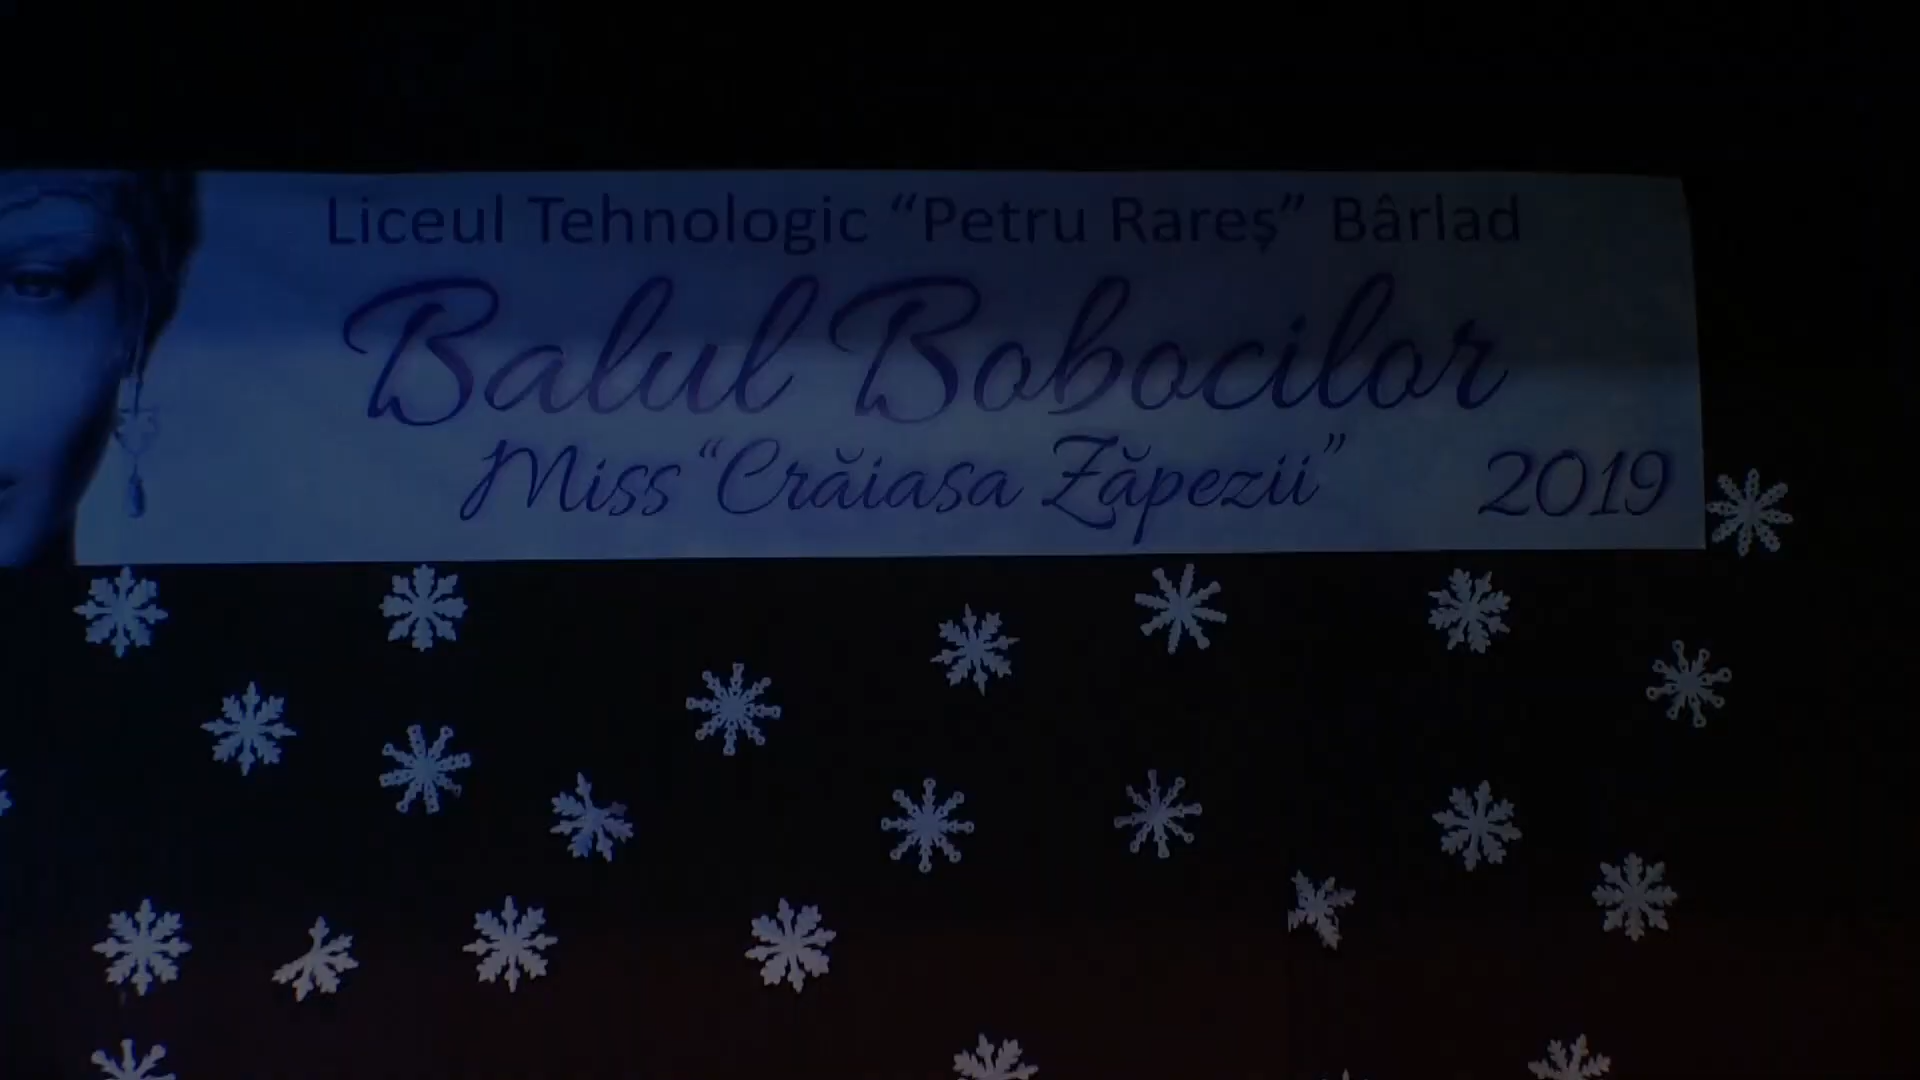 Liceul Tehnologic “Petru Rareș” Bârlad
Balul Bobocilor
Miss “Crăiasa Zăpezii” 2019